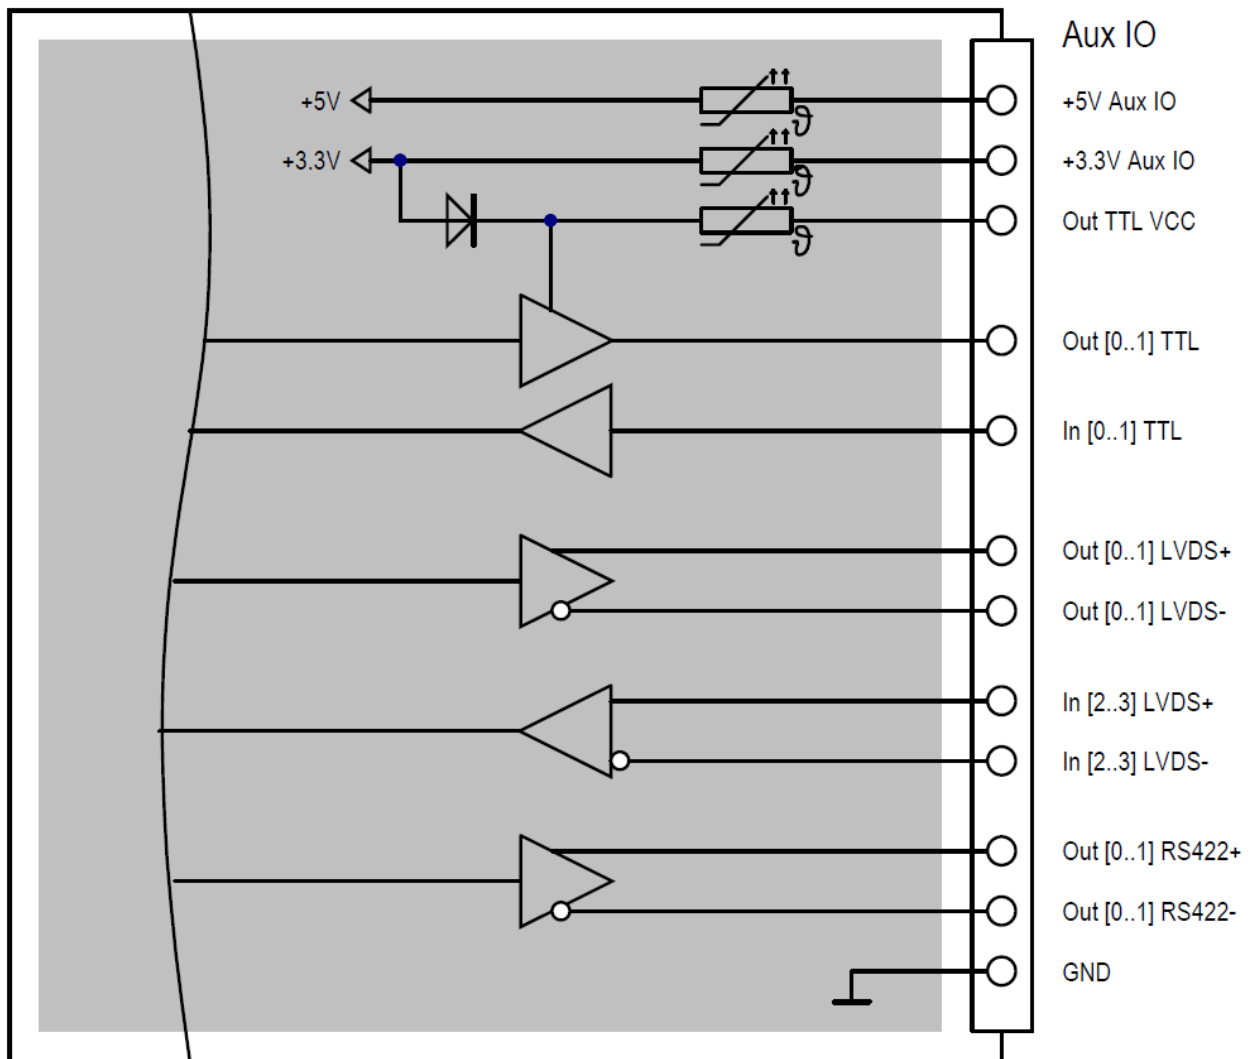 Aux IO
+5V
+5V Aux IO
+3.3V
+3.3V Aux IO
Out TTL VCC
Out [0..1] TTL
In [0..1] TTL
Out [0..1] LVDS+
Out [0..1] LVDS-
In [2..3] LVDS+
In [2..3] LVDS-
Out [0..1] RS422+
Out [0..1] RS422-
GND